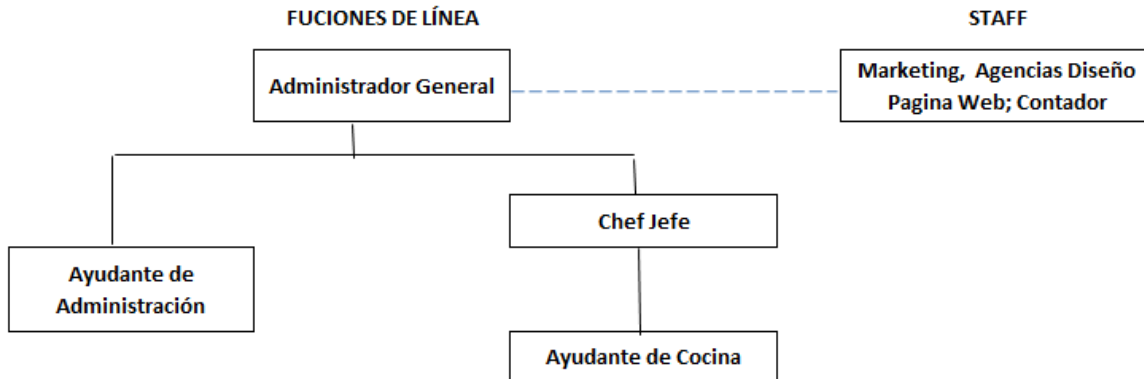 FUCIONES DE LÍNEA
STAFF
Administrador General
Marketing, Agencias Diseño
Pagina Web; Contador
Chef Jefe
Ayudante de
Administración
Ayudante de Cocina